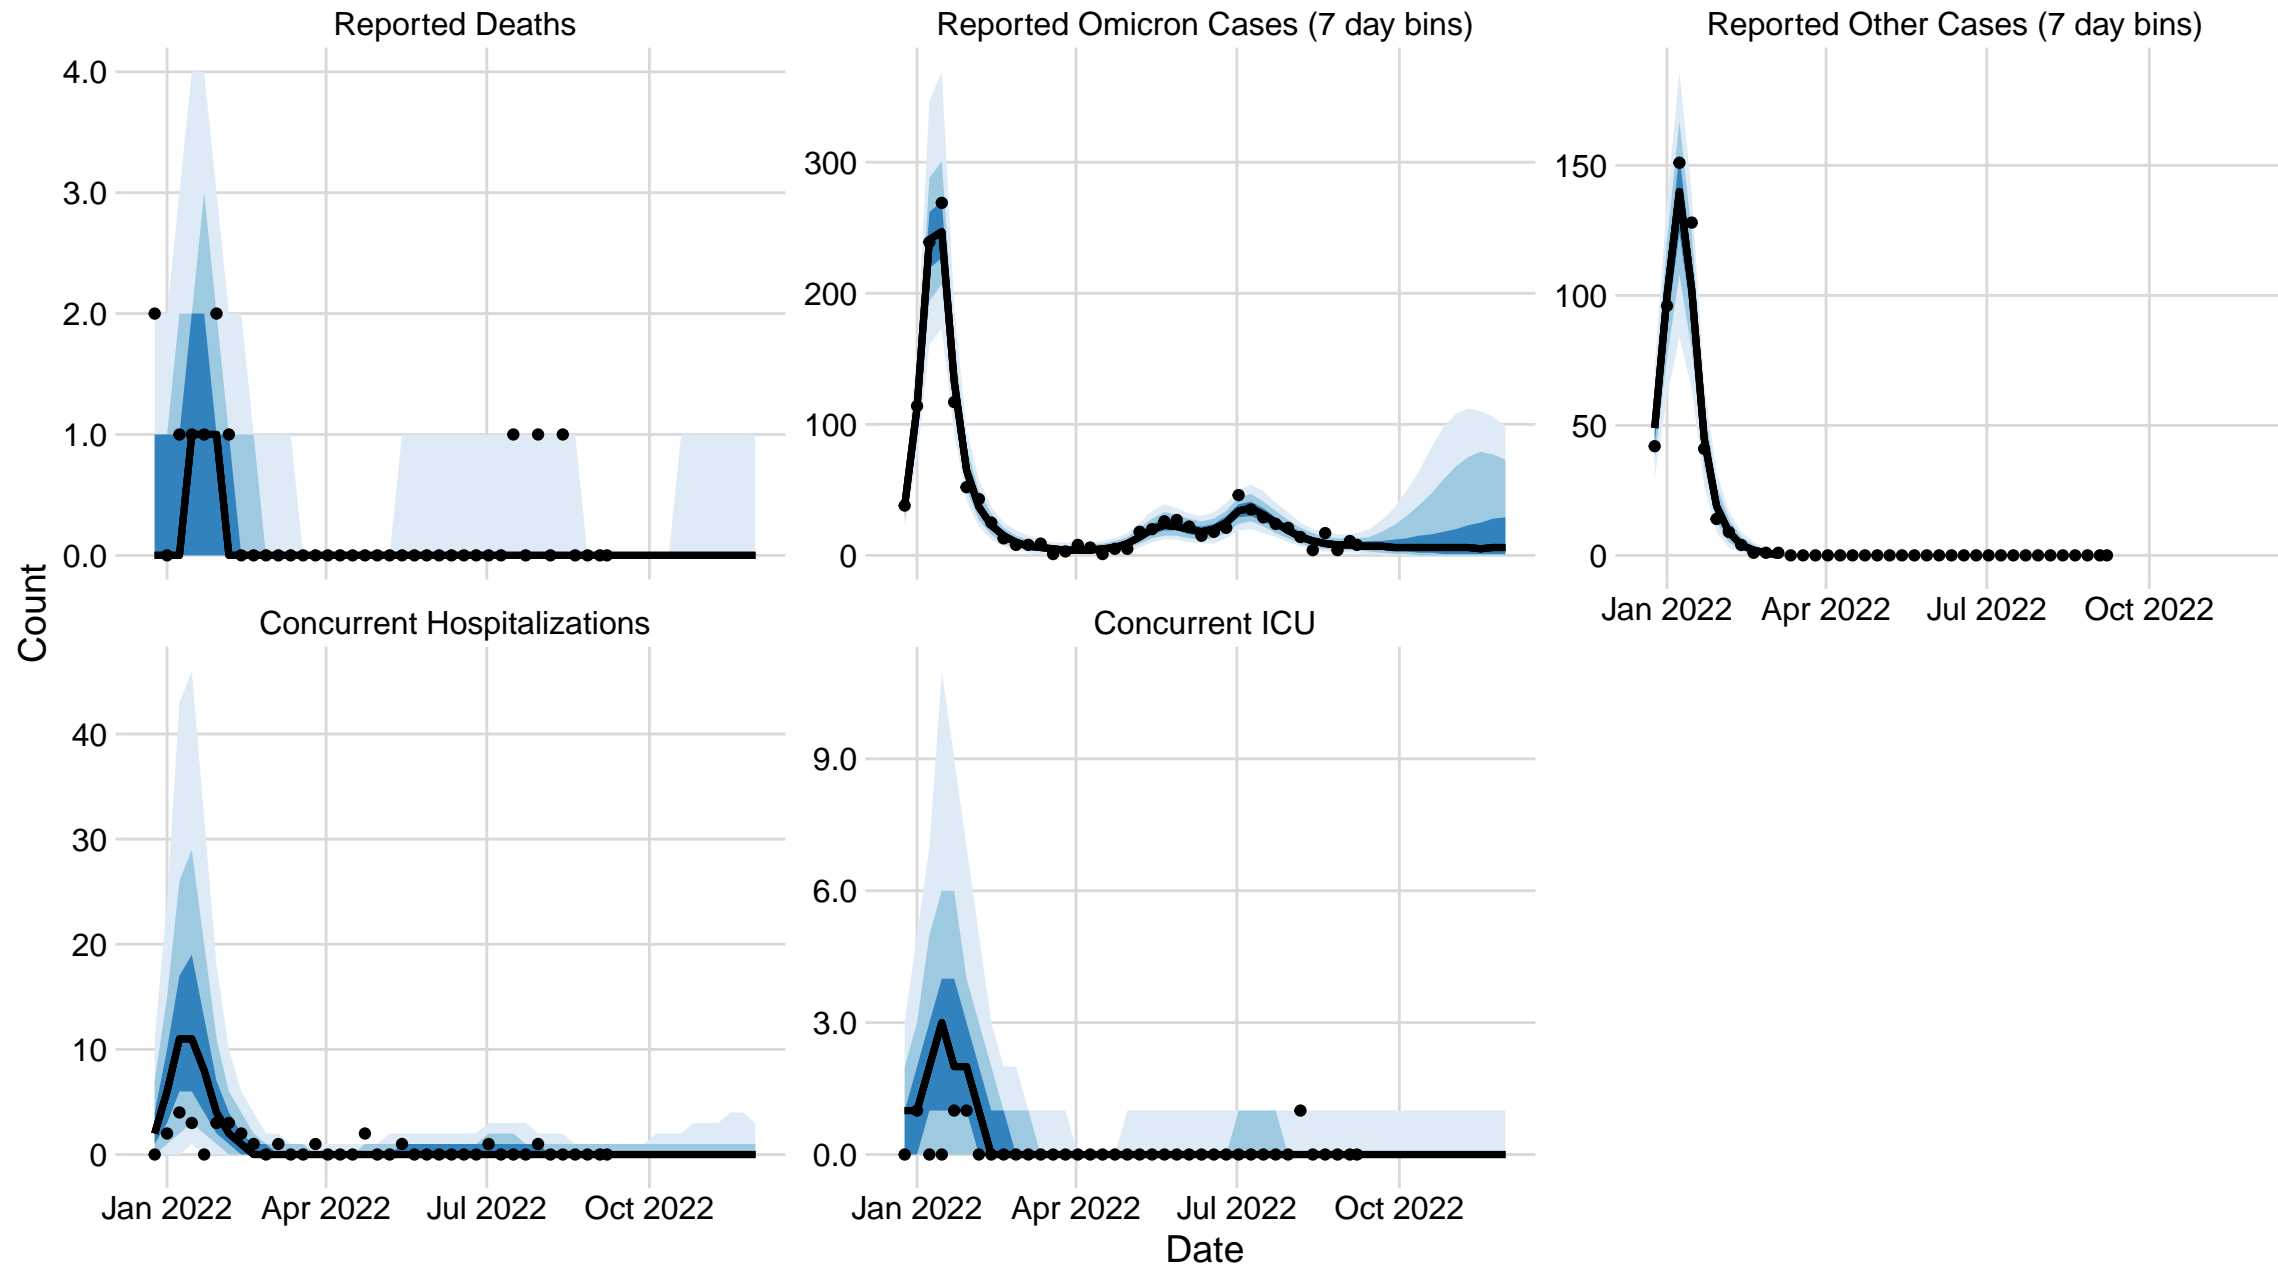 Reported Deaths
Reported Omicron Cases (7 day bins)
Reported Other Cases (7 day bins)
4.0
3.0
2.0
1.0
0.0
300
200
100
0
150
100
50
0
Jan 2022 Apr 2022 Jul 2022 Oct 2022
Count
Concurrent Hospitalizations
Concurrent ICU
40
30
20
10
0
9.0
6.0
3.0
0.0
Jan 2022 Apr 2022 Jul 2022 Oct 2022
Jan 2022 Apr 2022 Jul 2022 Oct 2022
Date